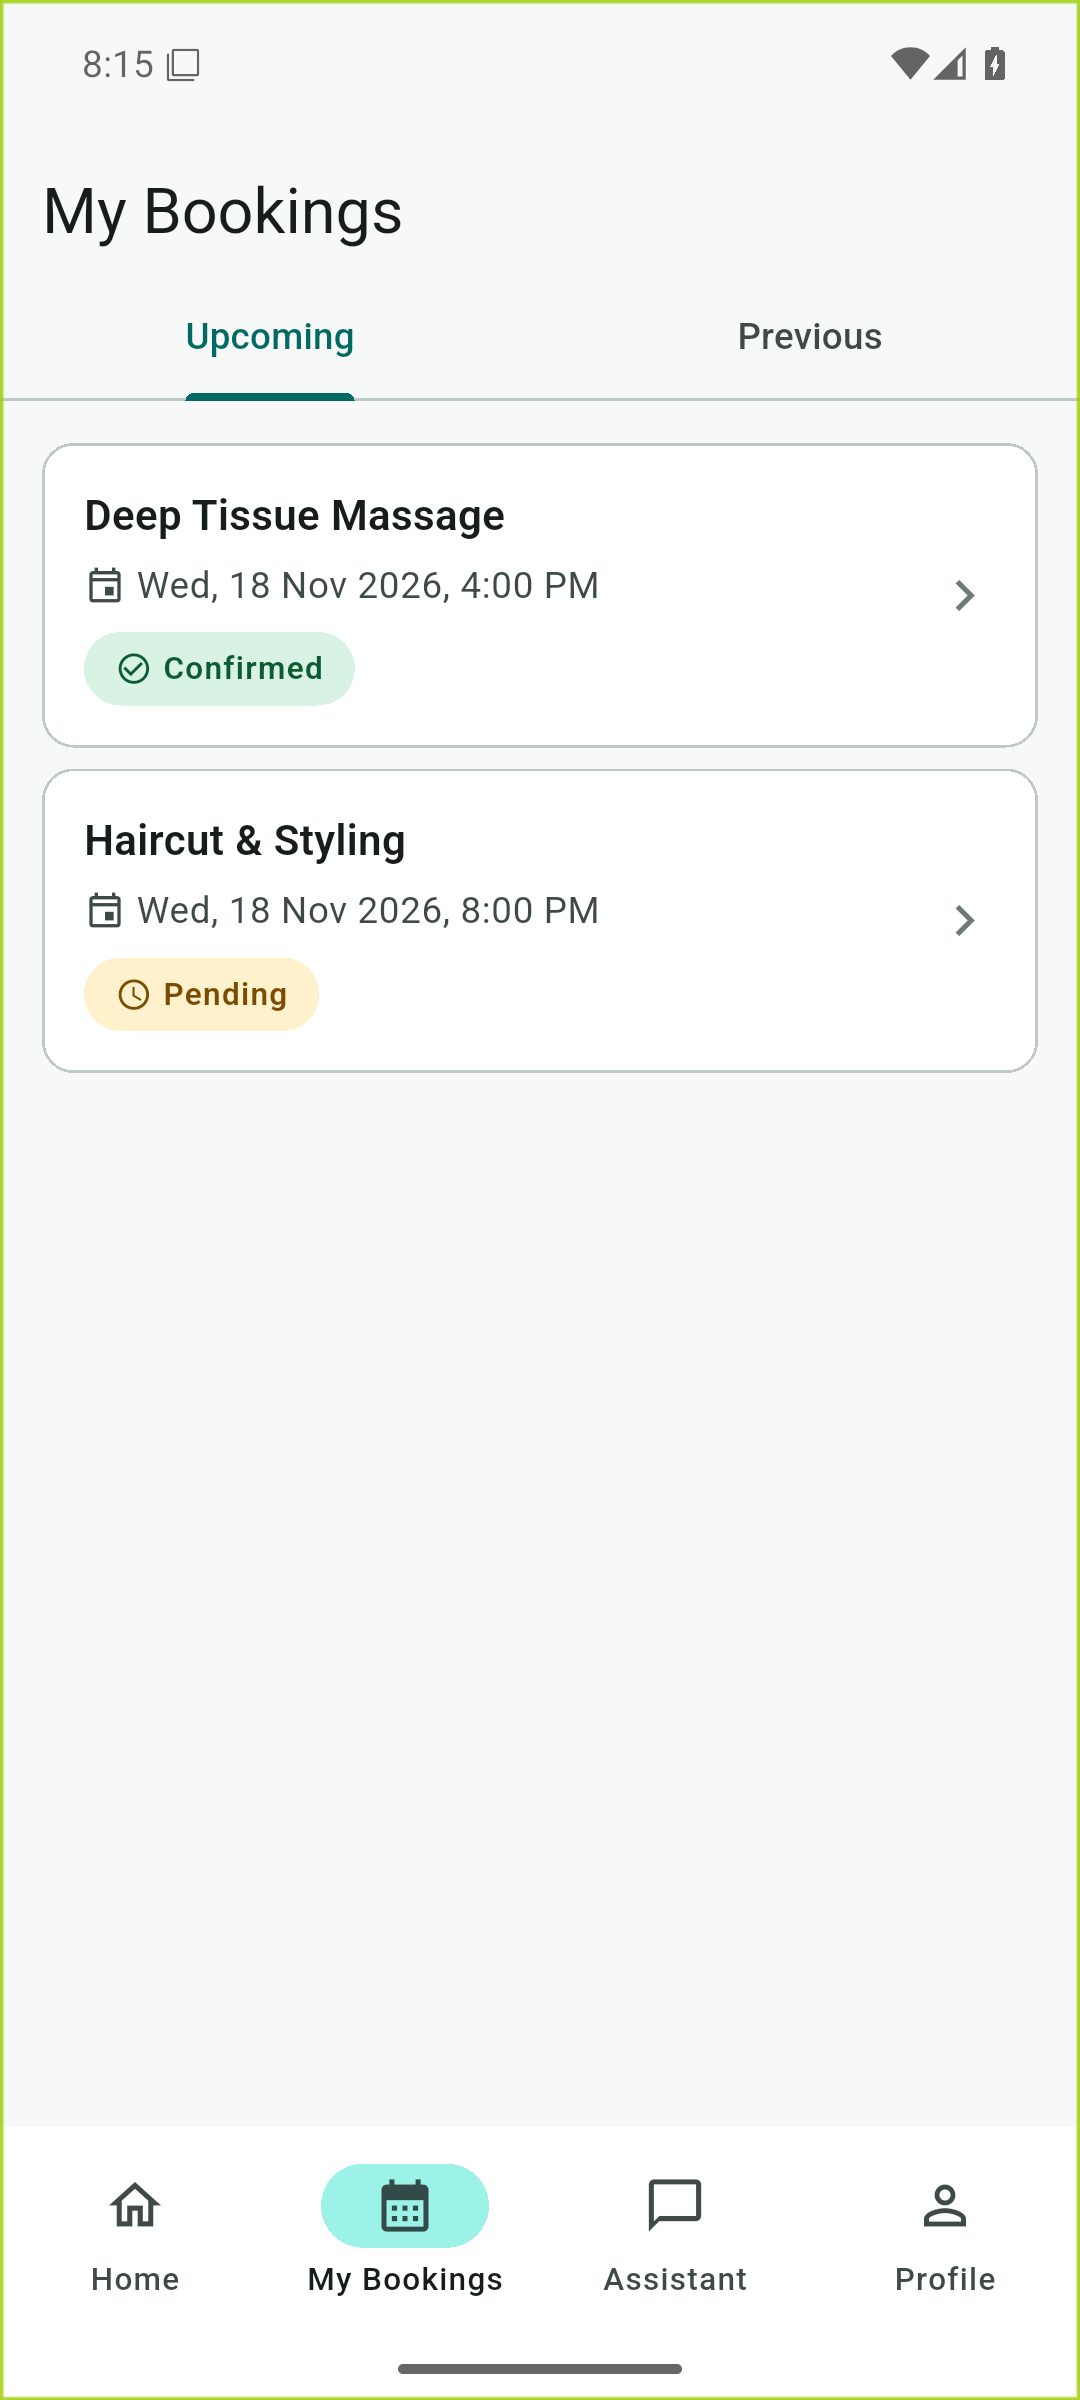 8:15
My Bookings
Upcoming
Previous
Deep Tissue Massage
Wed, 18 Nov 2026, 4:00 PM
Confirmed
Haircut & Styling
Wed, 18 Nov 2026, 8:00 PM
Pending
Home
My Bookings
Assistant
Profile